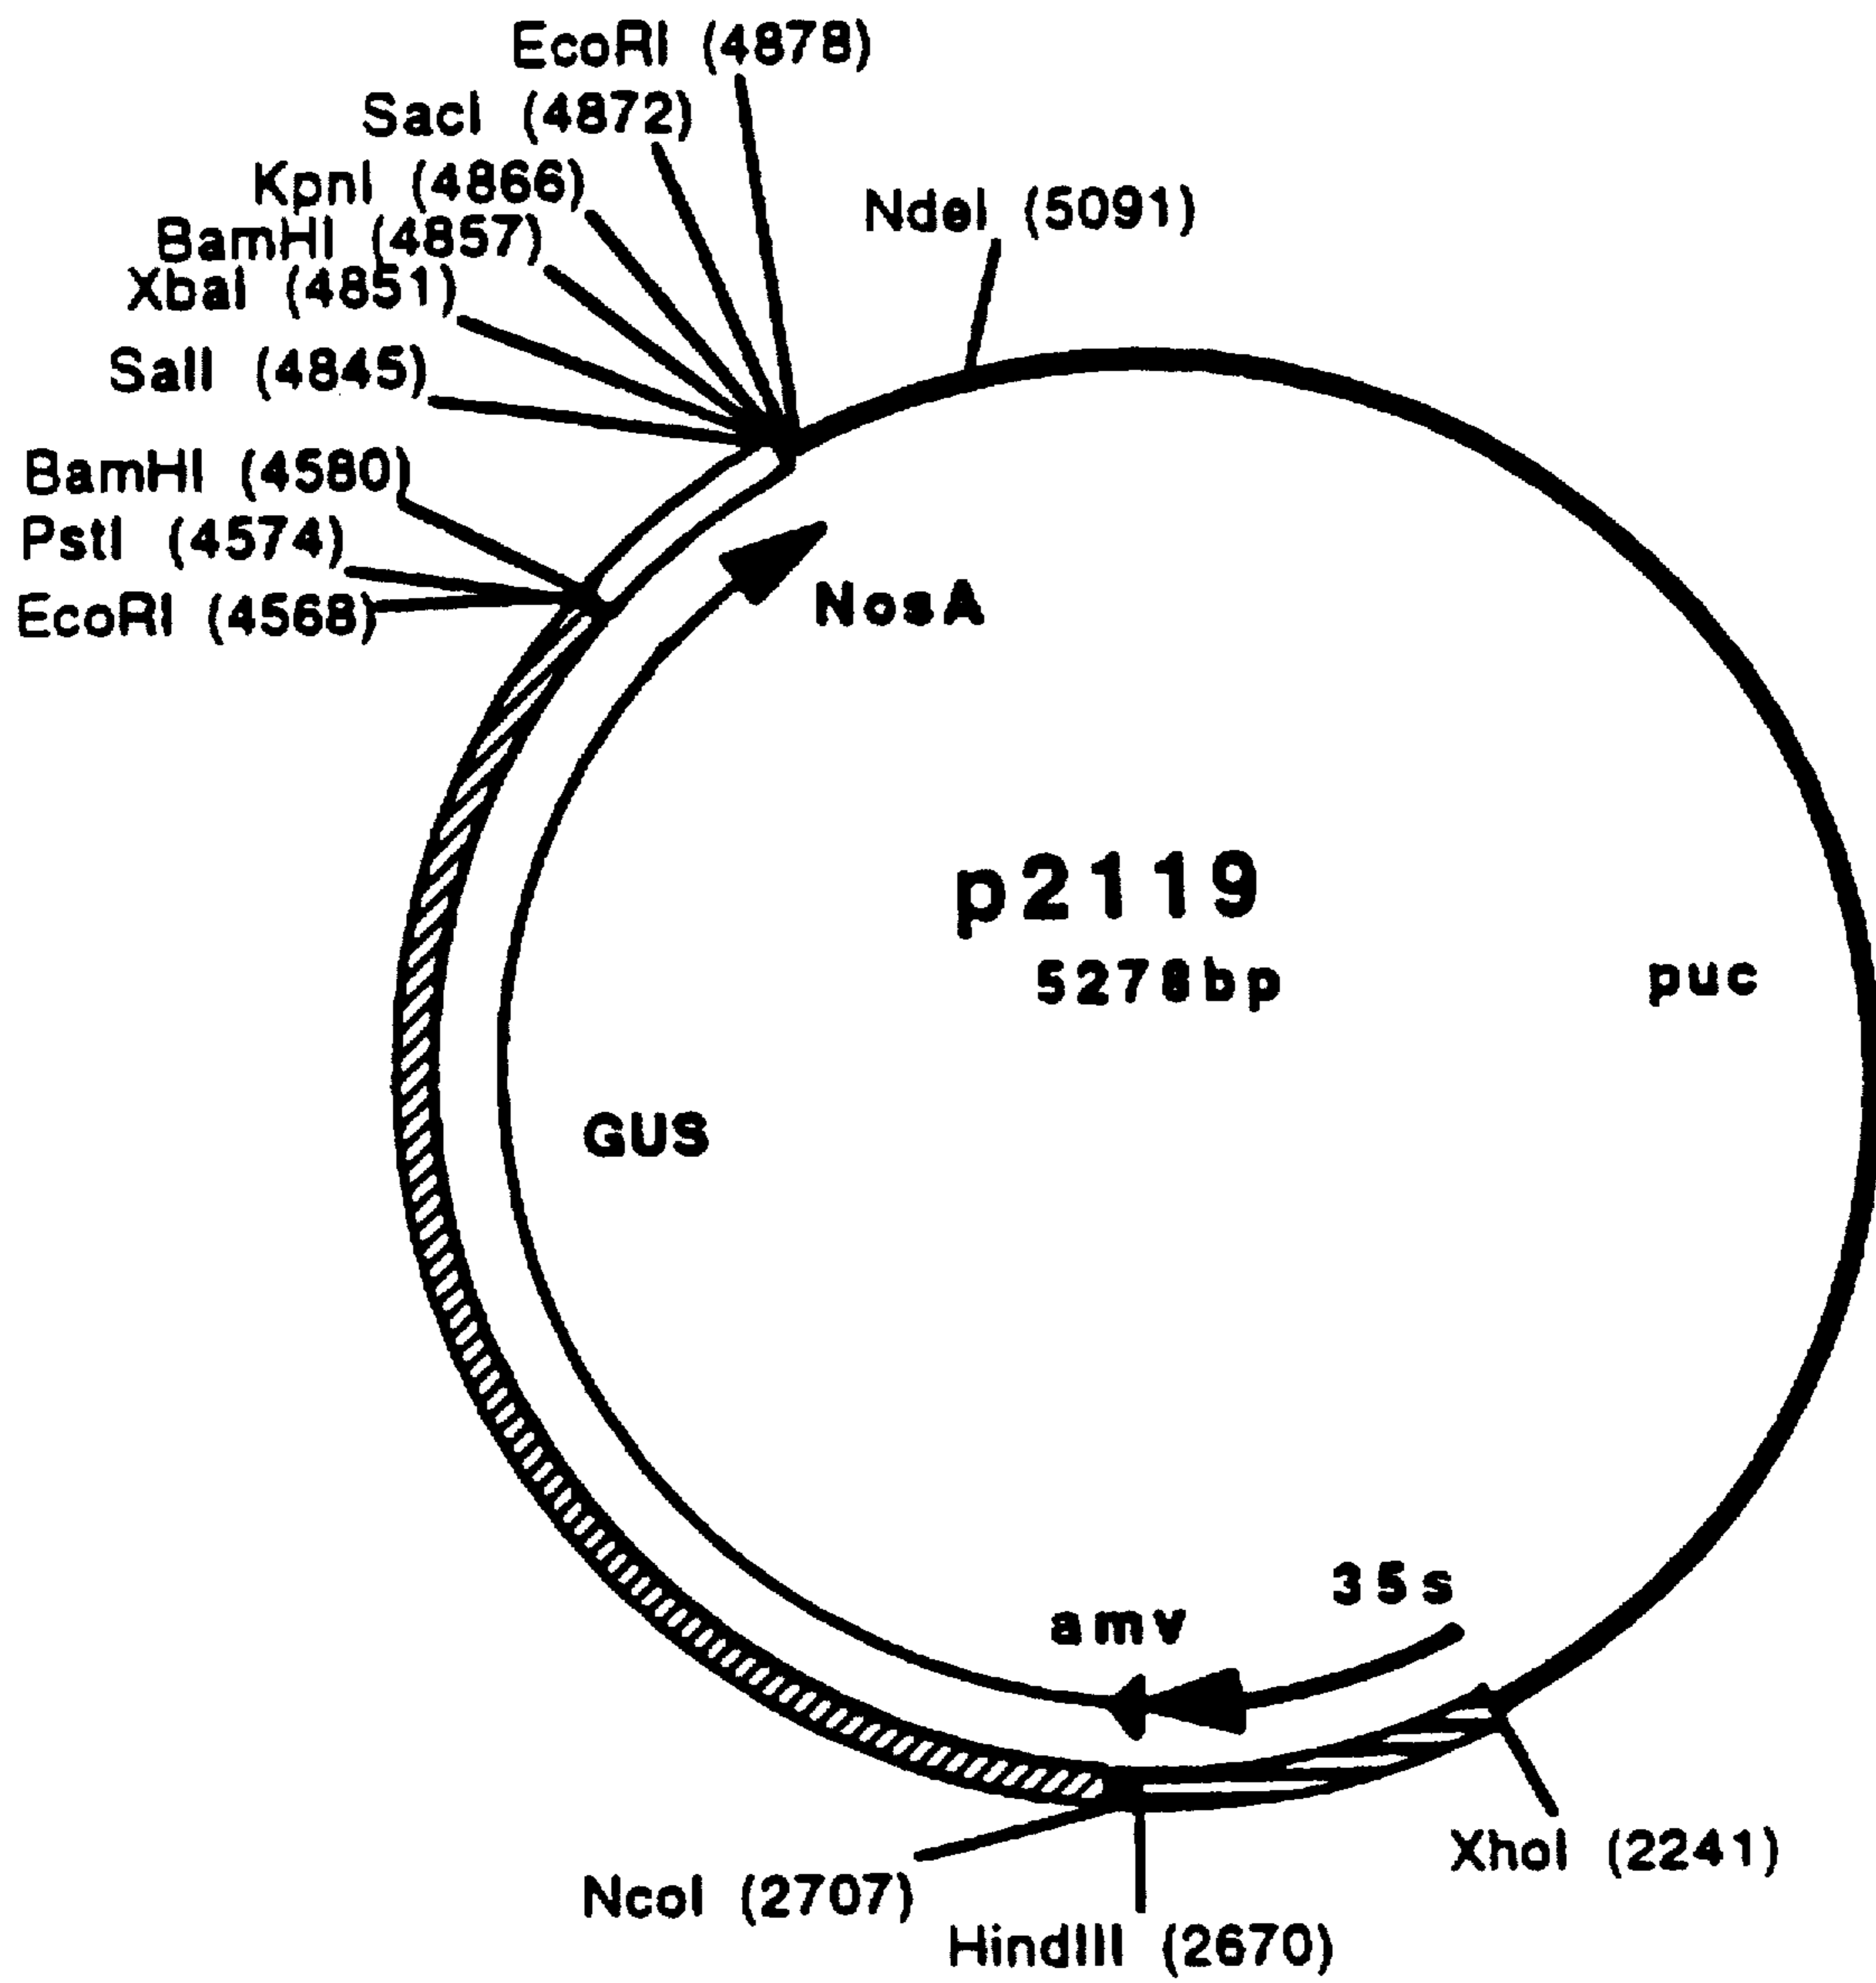 EcoRI (4878)
SacI (4872)
KpnI (4866)
NdeI (5091)
BamHI (4857)
XbaI (4851)
SalI (4845)
BamHI (4580)
PstI (4574)
EcoRI (4568)
NosA
p2119
5278bp
puc
GUS
35s
amv
XhoI (2241)
NcoI (2707)
HindIII (2670)